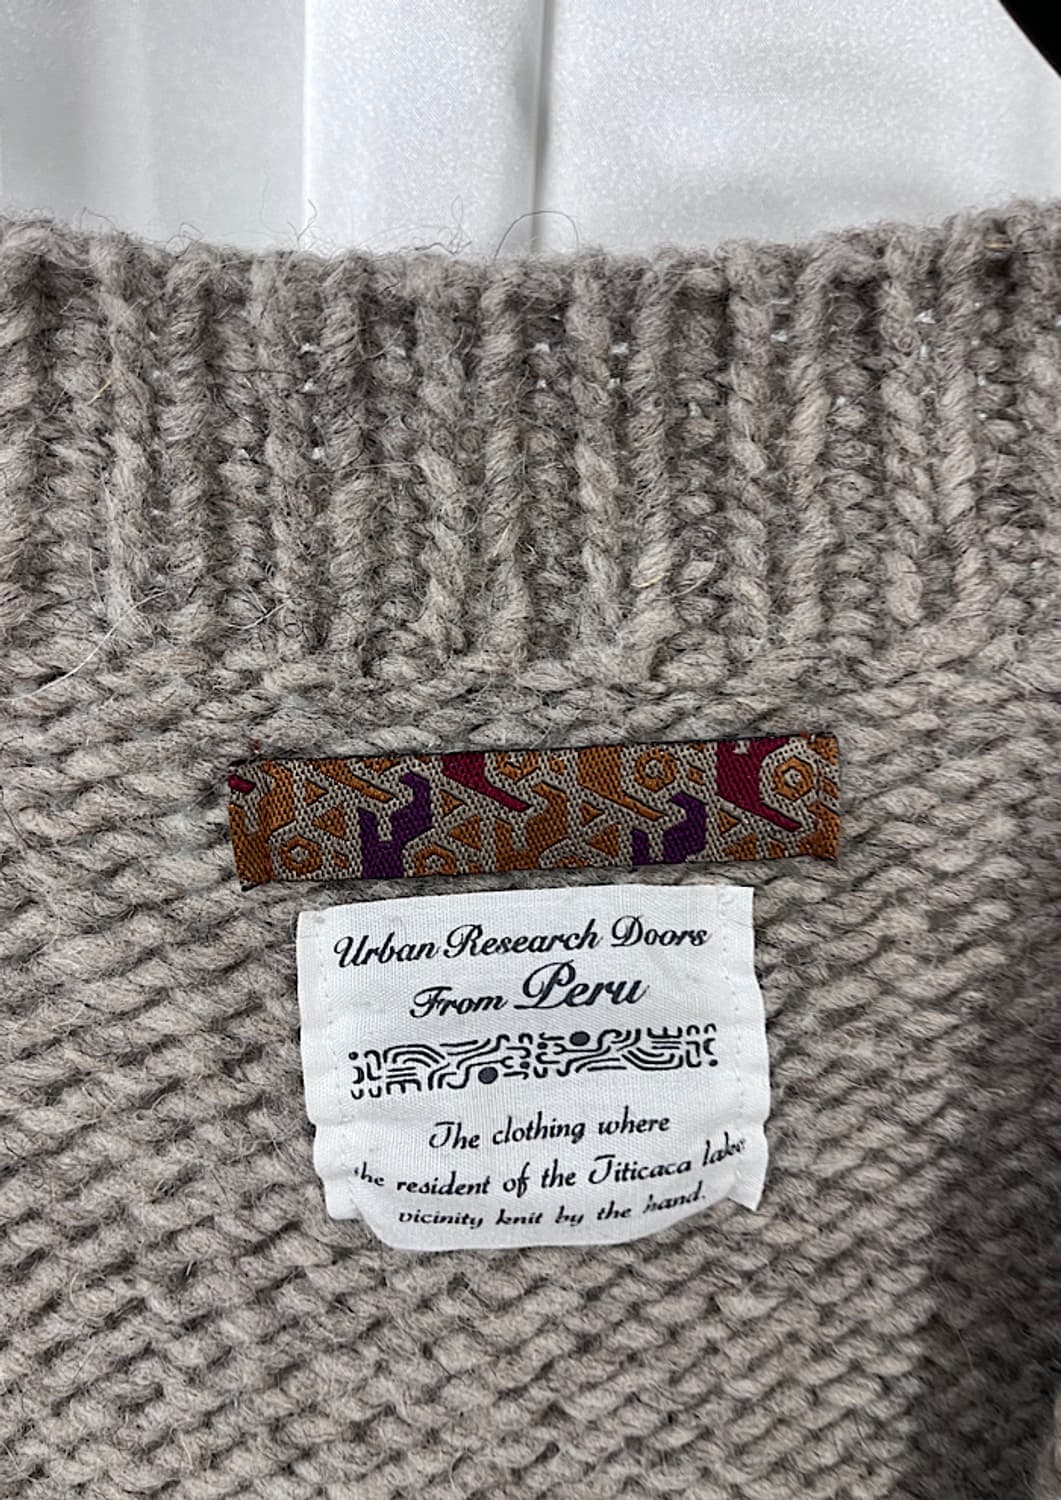 Urban Research Doors
From Peru
The clothing where
the resident of the Titicaca lake
vicinity knit by the hand.